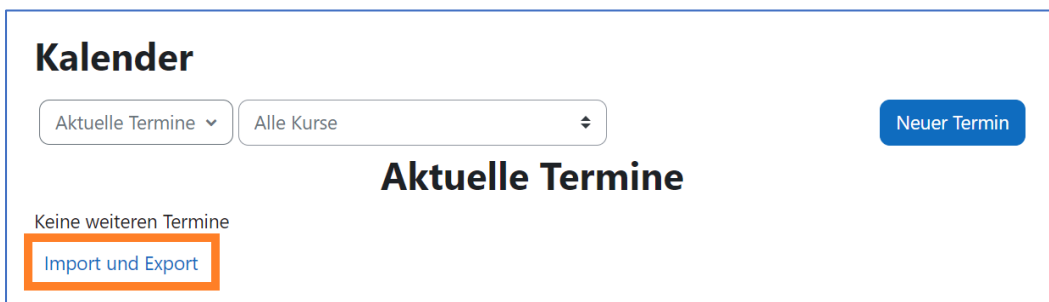 Kalender
Aktuelle Termine
Alle Kurse
Neuer Termin
Aktuelle Termine
Keine weiteren Termine
Import und Export